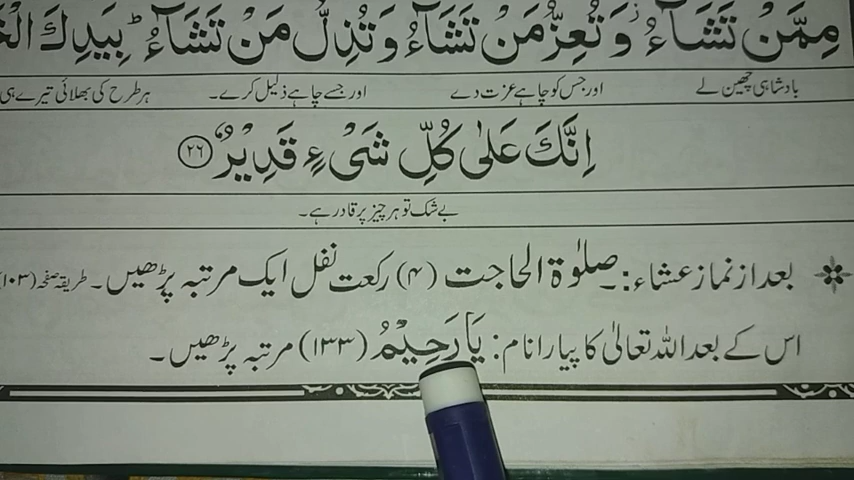 مِمَّنْ تَشَآءُ ۡ وَ تُعِزُّ مَنْ تَشَآءُ وَ تُذِلُّ مَنْ تَشَآءُ ؕ بِيَدِكَ
بادشاہی چھین لے اور جس کو چاہے عزت دے اور جسے چاہے ذلیل کرے۔ ہر طرح کی بھلائی تیرے ہی
اِنَّكَ عَلٰى كُلِّ شَىْءٍ قَدِيْرٌ ﴿۲۶﴾
بے شک تو ہر چیز پر قادر ہے۔
بعد از نماز عشاء:۔ صلوٰۃ الحاجت (۴) رکعت نفل ایک مرتبہ پڑھیں۔ طریقہ صفحہ (۱۰۳)
اس کے بعد اللہ تعالیٰ کا پیارا نام: يَا رَحِيْمُ (۱۳۳) مرتبہ پڑھیں۔